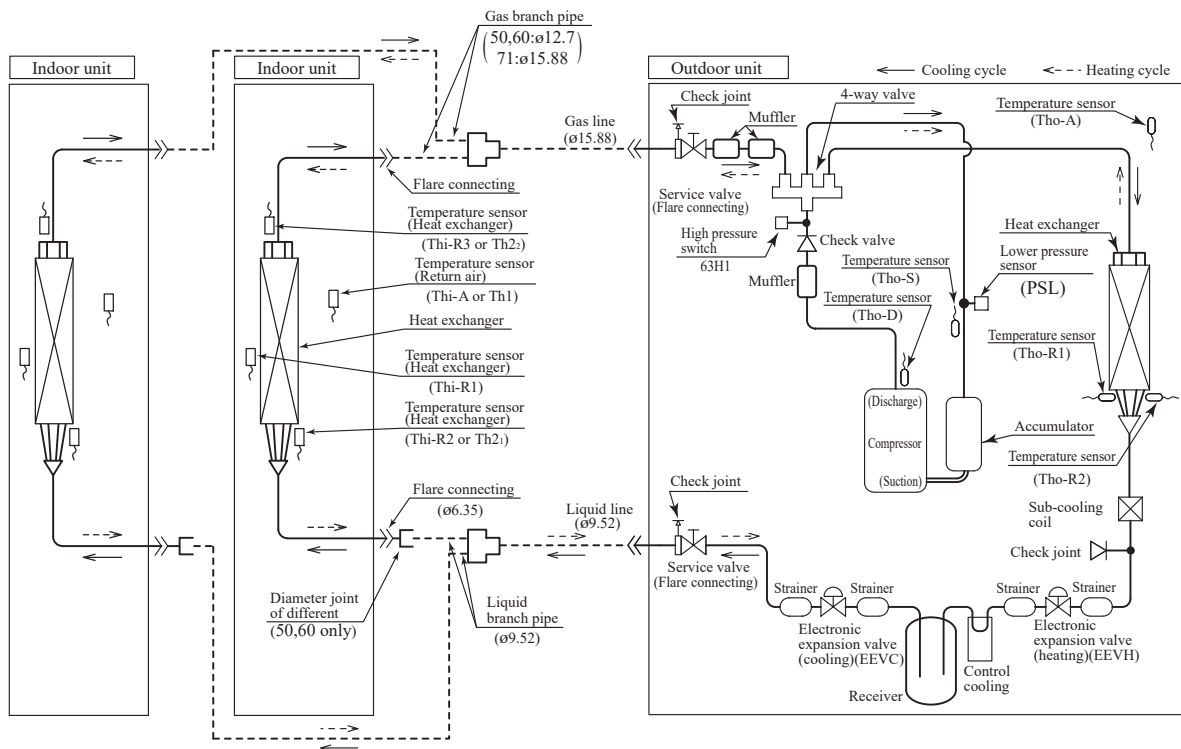 Gas branch pipe
(50,60:ø12.7
71:ø15.88)
Indoor unit
Indoor unit
Outdoor unit
Cooling cycle
Heating cycle
Check joint
4-way valve
Temperature sensor
(Tho-A)
Muffler
Gas line
(ø15.88)
Service valve
(Flare connecting)
Flare connecting
Temperature sensor
(Heat exchanger)
(Thi-R3 or Th2₂)
High pressure
switch
63H1
Check valve
Heat exchanger
Temperature sensor
(Return air)
(Thi-A or Th1)
Muffler
Temperature sensor
(Tho-S)
Lower pressure
sensor
(PSL)
Temperature sensor
(Tho-D)
Heat exchanger
Temperature sensor
(Tho-R1)
Temperature sensor
(Heat exchanger)
(Thi-R1)
Temperature sensor
(Heat exchanger)
(Thi-R2 or Th2₁)
(Discharge)
Compressor
(Suction)
Accumulator
Temperature sensor
(Tho-R2)
Flare connecting
(ø6.35)
Liquid line
(ø9.52)
Check joint
Sub-cooling
coil
Check joint
Service valve
(Flare connecting)
Diameter joint
of different
(50,60 only)
Liquid
branch pipe
(ø9.52)
Strainer
Strainer
Strainer
Strainer
Electronic
expansion valve
(cooling)(EEVC)
Electronic
expansion valve
(heating)(EEVH)
Control
cooling
Receiver